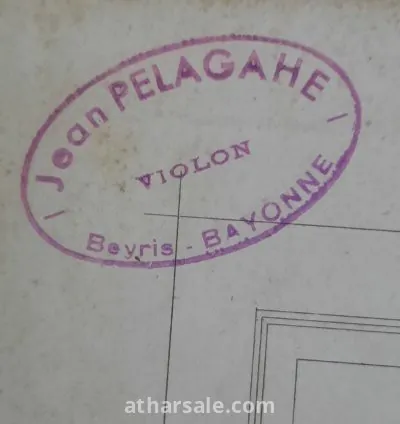 Jean PELAGAHE
VIOLON
Beyris - BAYONNE
atharsale.com